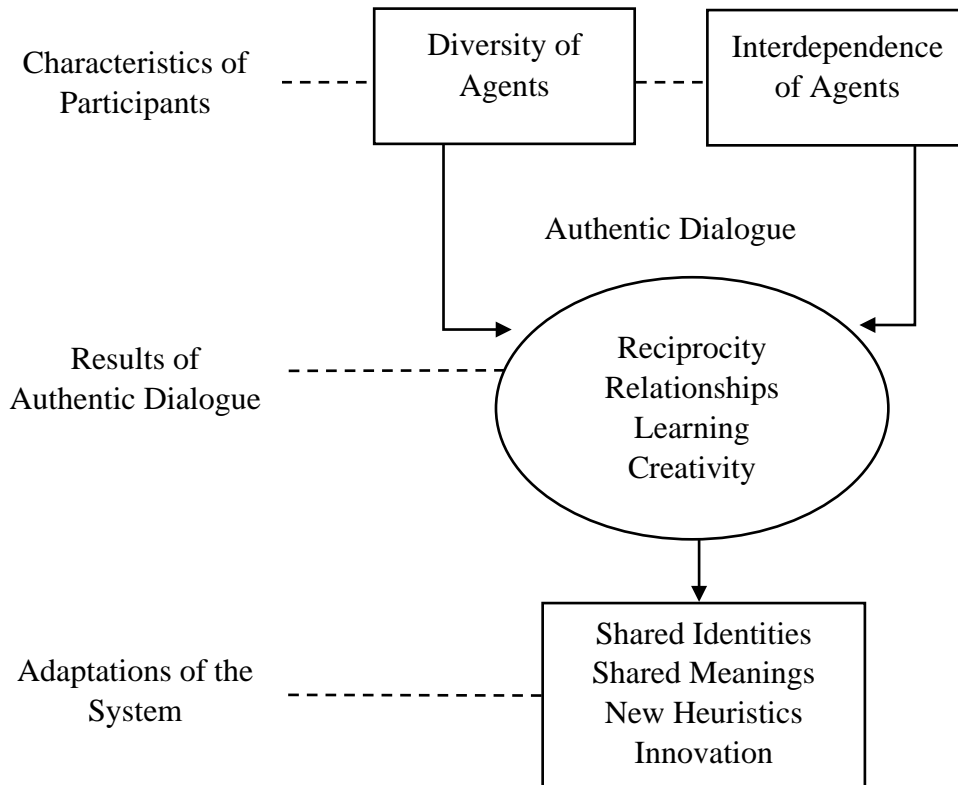 Characteristics of
Participants
Diversity of
Agents
Interdependence
of Agents
Authentic Dialogue
Results of
Authentic Dialogue
Reciprocity
Relationships
Learning
Creativity
Adaptations of the
System
Shared Identities
Shared Meanings
New Heuristics
Innovation